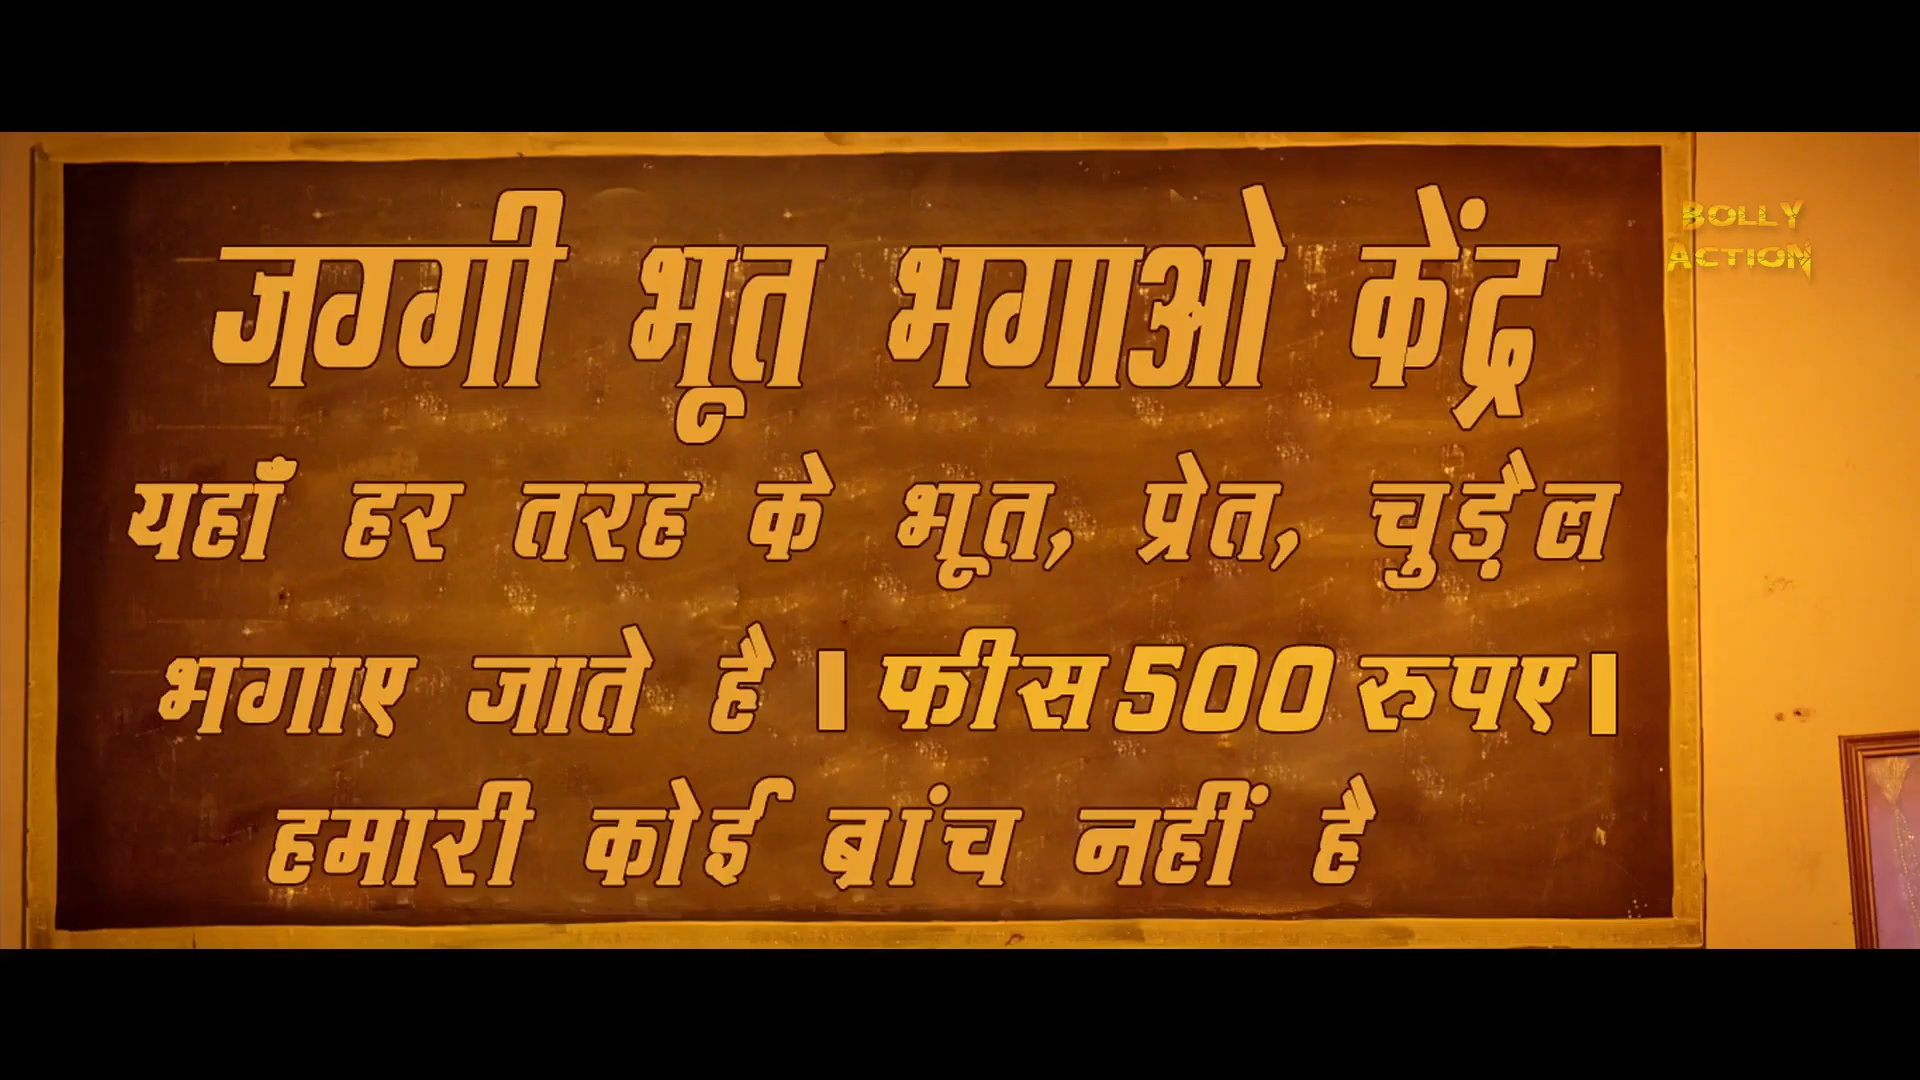 जग्गी भूत भगाओ केंद्र
यहाँ हर तरह के भूत, प्रेत, चुड़ैल
भगाए जाते है । फीस 500 रुपए ।
हमारी कोई ब्रांच नहीं है
BOLLY
ACTION